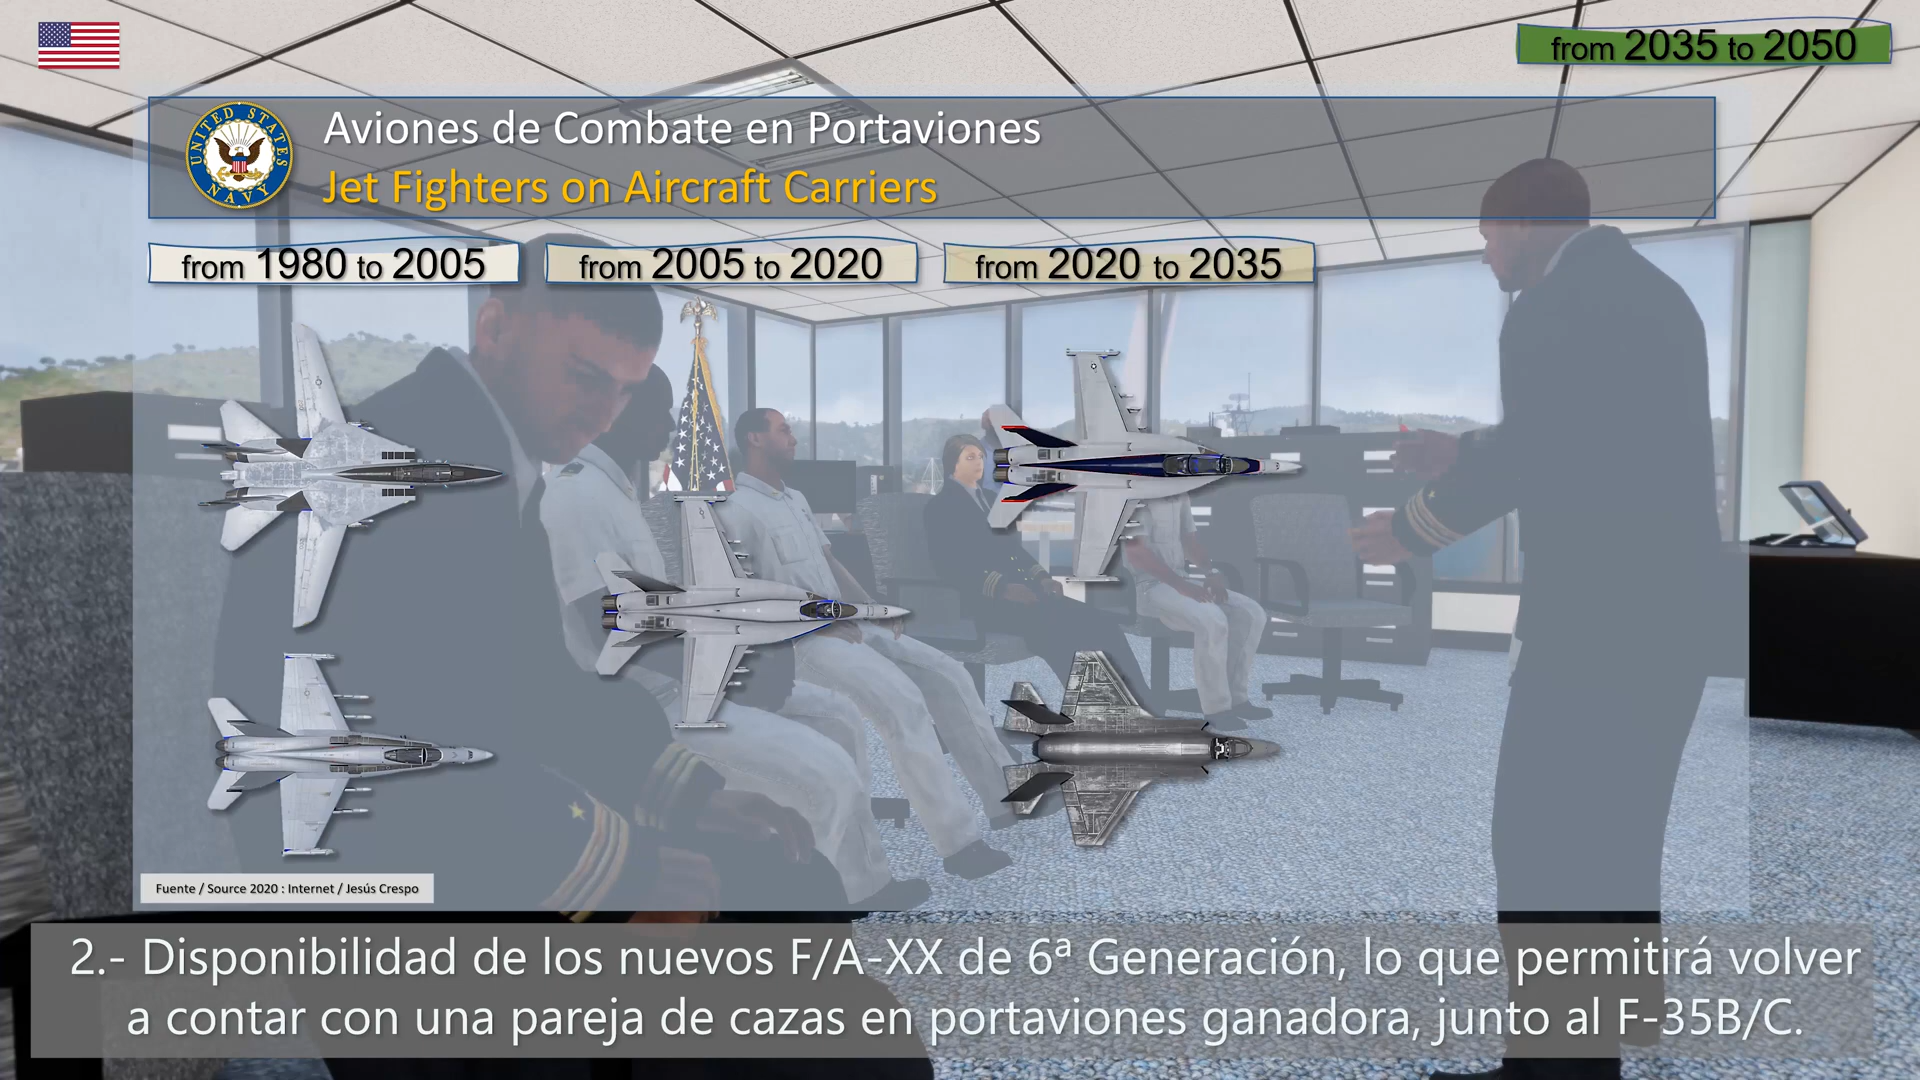 from 2035 to 2050
UNITED STATES NAVY
Aviones de Combate en Portaviones
Jet Fighters on Aircraft Carriers
from 1980 to 2005
from 2005 to 2020
from 2020 to 2035
Fuente / Source 2020 : Internet / Jesús Crespo
2.- Disponibilidad de los nuevos F/A-XX de 6ª Generación, lo que permitirá volver
a contar con una pareja de cazas en portaviones ganadora, junto al F-35B/C.